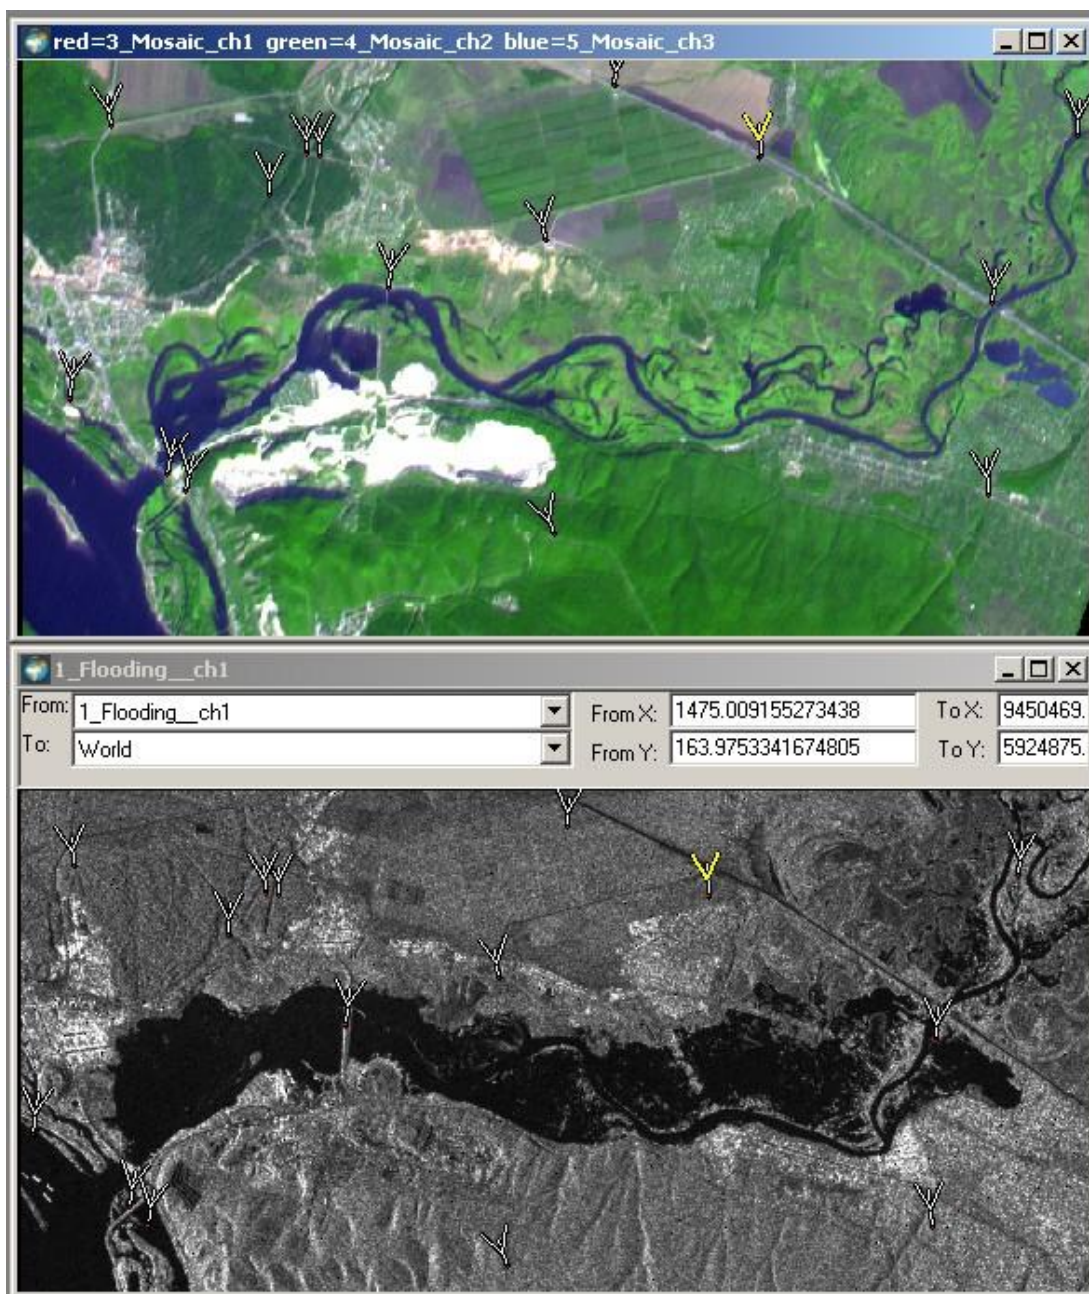 red=3_Mosaic_ch1 green=4_Mosaic_ch2 blue=5_Mosaic_ch3
1_Flooding__ch1
From: 1_Flooding__ch1 From X: 1475.009155273438 To X: 9450469.
To: World From Y: 163.9753341674805 To Y: 5924875.